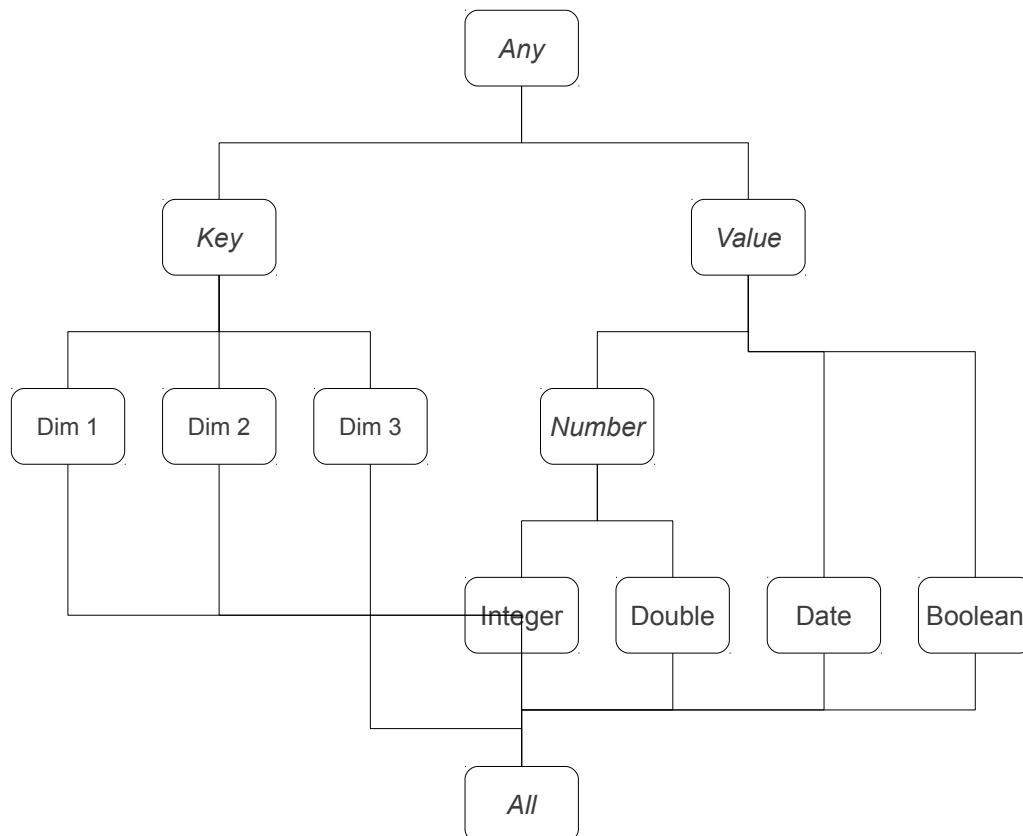 Any
Key
Value
Dim 1
Dim 2
Dim 3
Number
Integer
Double
Date
Boolean
All